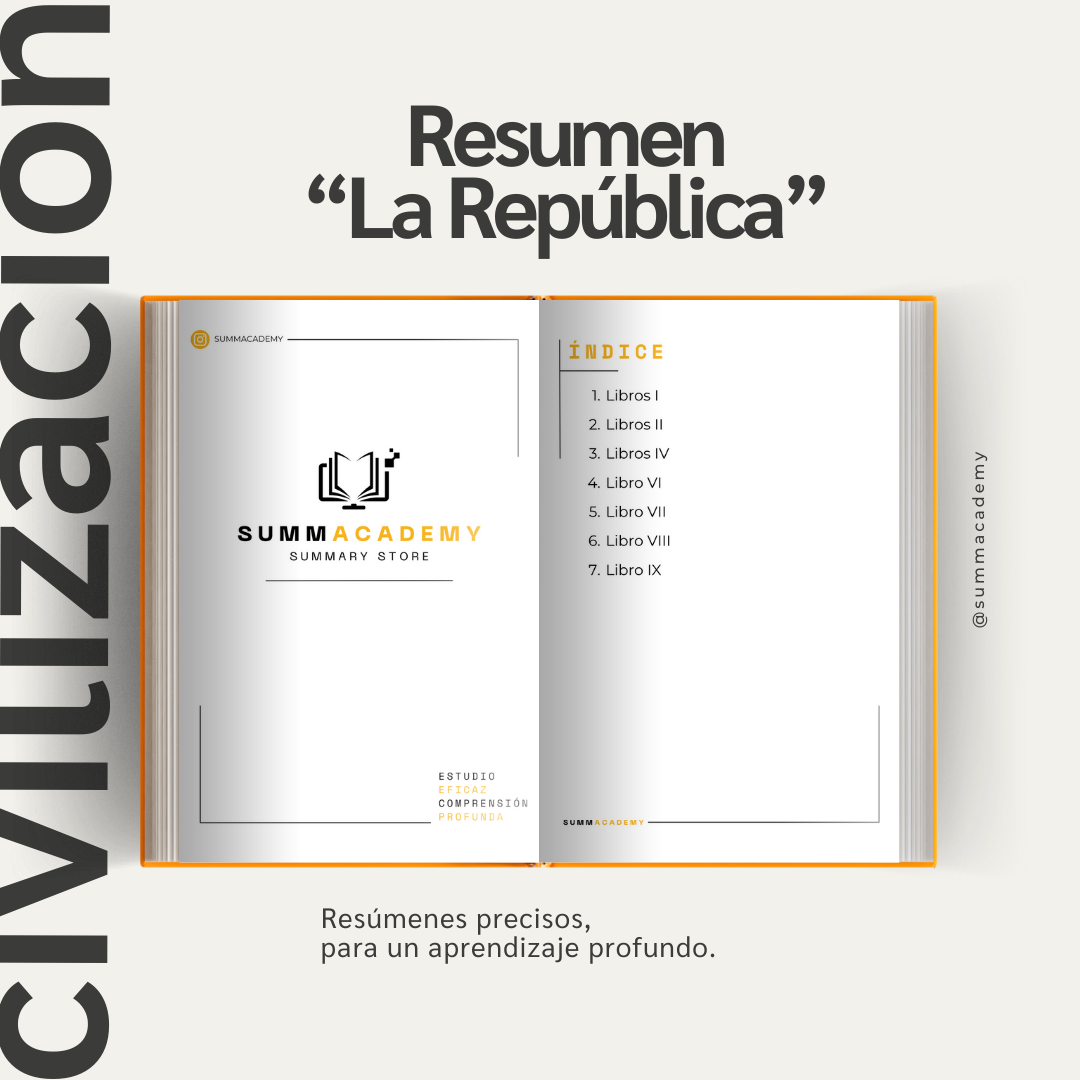 civilizacion
Resumen
“La República”
SUMMACADEMY
SUMMACADEMY
SUMMARY STORE
ESTUDIO
EFICAZ
COMPRENSIÓN
PROFUNDA
ÍNDICE
1. Libros I
2. Libros II
3. Libros IV
4. Libro VI
5. Libro VII
6. Libro VIII
7. Libro IX
SUMMACADEMY
@summacademy
Resúmenes precisos,
para un aprendizaje profundo.